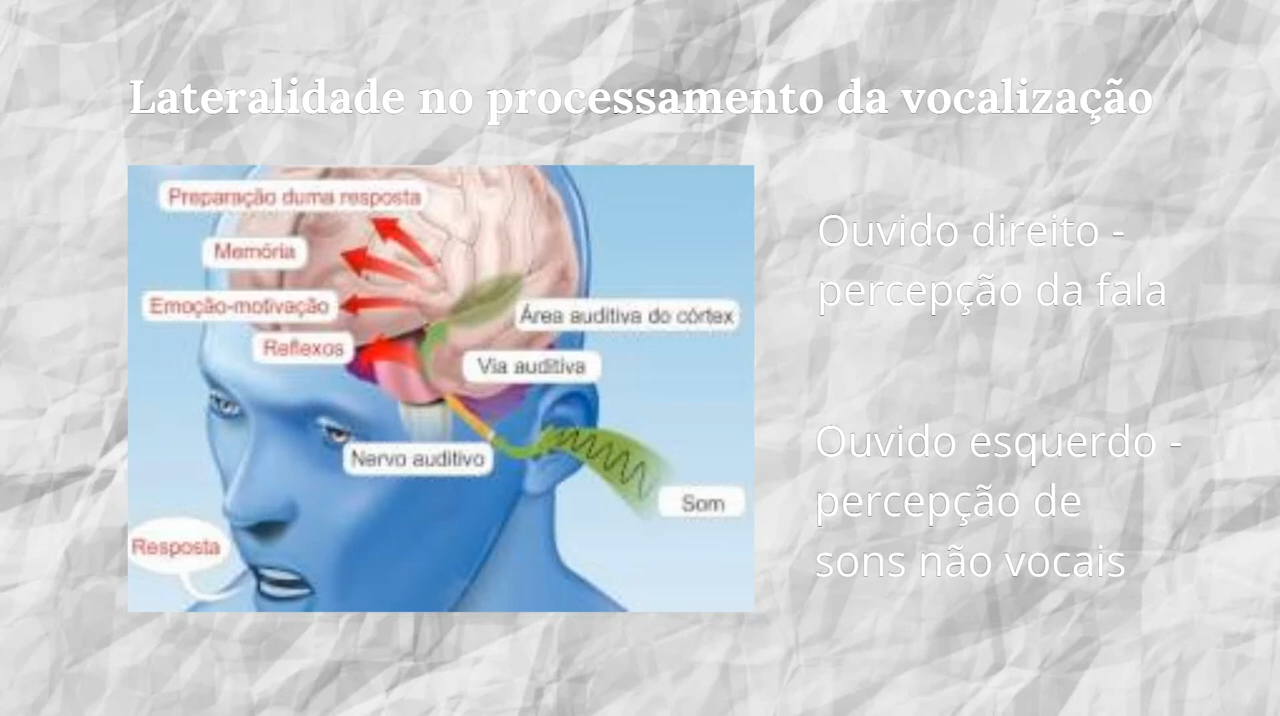 Lateralidade no processamento da vocalização
Preparação duma resposta
Memória
Emoção-motivação
Reflexos
Área auditiva do córtex
Via auditiva
Nervo auditivo
Som
Resposta
Ouvido direito -
percepção da fala
Ouvido esquerdo -
percepção de
sons não vocais